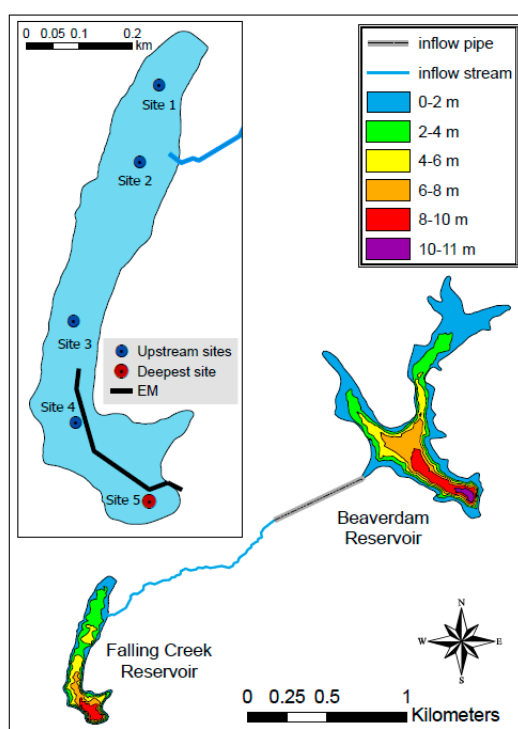 0 0.1 0.2
km
Site 1
Site 2
Site 3
Site 4
Site 5
Upstream sites
Deepest site
EM
inflow pipe
inflow stream
0-2 m
2-4 m
4-6 m
6-8 m
8-10 m
10-11 m
Beaverdam
Reservoir
Falling Creek
Reservoir
N
W E
S
0 0.25 0.5 1
Kilometers